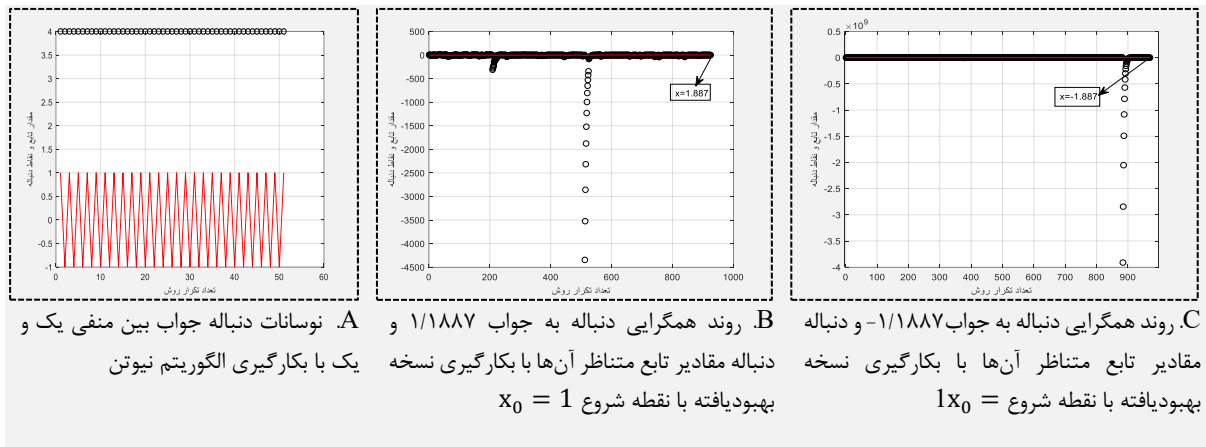 4
3.5
3
2.5
2
1.5
1
0.5
0
-0.5
-1
0 10 20 30 40 50 60
مقدار تابع و نقاط دنباله
تعداد تکرار روش
A. نوسانات دنباله جواب بین منفی یک و
یک با بکارگیری الگوریتم نیوتن
500
0
-500
-1000
-1500
-2000
-2500
-3000
-3500
-4000
-4500
0 200 400 600 800 1000
x=1.887
مقدار تابع و نقاط دنباله
تعداد تکرار روش
B. روند همگرایی دنباله به جواب ۱/۱۸۸۷ و
دنباله مقادیر تابع متناظر آن‌ها با بکارگیری نسخه
بهبودیافته با نقطه شروع x₀ = 1
×10⁹
0.5
0
-0.5
-1
-1.5
-2
-2.5
-3
-3.5
-4
0 100 200 300 400 500 600 700 800 900
x=-1.887
مقدار تابع و نقاط دنباله
تعداد تکرار روش
C. روند همگرایی دنباله به جواب۱/۱۸۸۷- و دنباله
مقادیر تابع متناظر آن‌ها با بکارگیری نسخه
بهبودیافته با نقطه شروع 1x₀ =